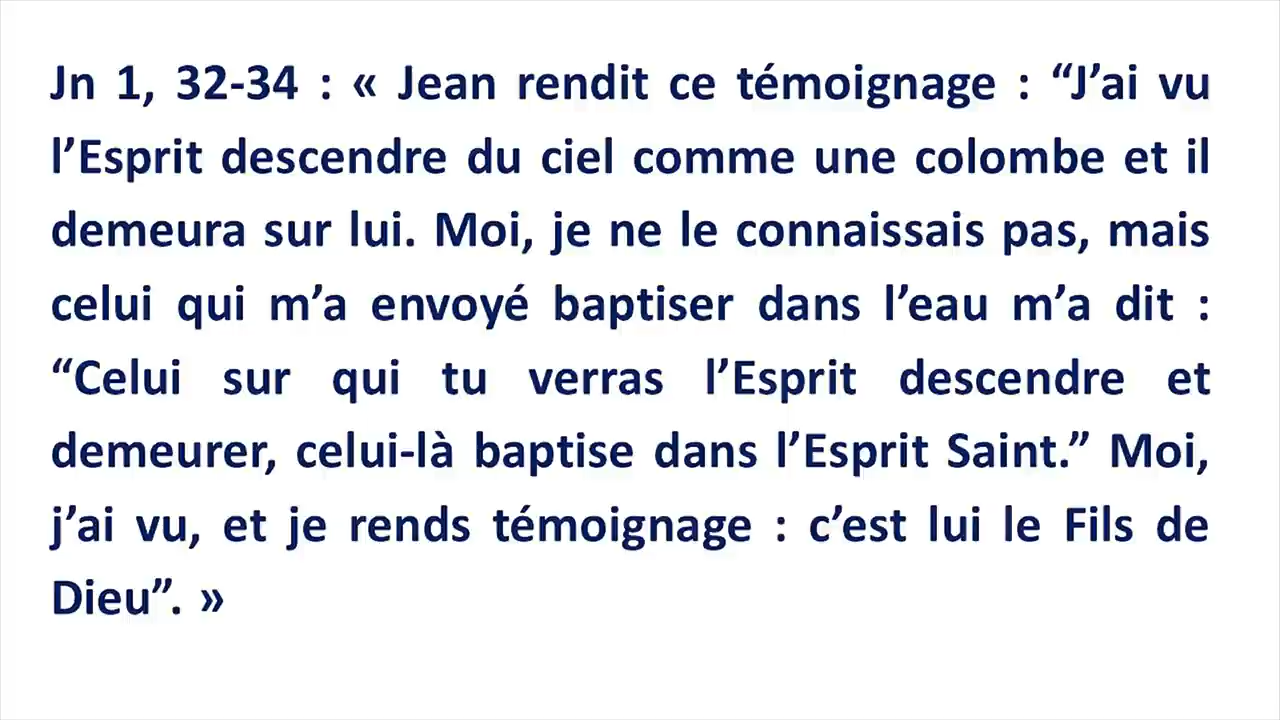 Jn 1, 32-34 : « Jean rendit ce témoignage : “J’ai vu
l’Esprit descendre du ciel comme une colombe et il
demeura sur lui. Moi, je ne le connaissais pas, mais
celui qui m’a envoyé baptiser dans l’eau m’a dit :
“Celui sur qui tu verras l’Esprit descendre et
demeurer, celui-là baptise dans l’Esprit Saint.” Moi,
j’ai vu, et je rends témoignage : c’est lui le Fils de
Dieu”. »